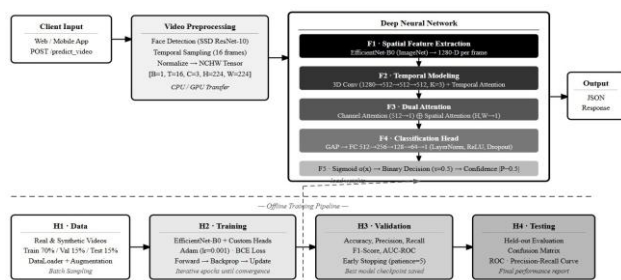 Client Input
Web / Mobile App
POST /predict_video
Video Preprocessing
Face Detection (SSD ResNet-10)
Temporal Sampling (16 frames)
Normalize → NCHW Tensor
[B=1, T=16, C=3, H=224, W=224]
CPU / GPU Transfer
Deep Neural Network
F1 · Spatial Feature Extraction
EfficientNet-B0 (ImageNet) → 1280-D per frame
F2 · Temporal Modeling
3D Conv (1280→512→512→512, K=3) + Temporal Attention
F3 · Dual Attention
Channel Attention (512→1) ⊕ Spatial Attention (H,W→1)
F4 · Classification Head
GAP → FC 512→256→128→64→1 (LayerNorm, ReLU, Dropout)
F5 · Sigmoid σ(x) → Binary Decision (≥0.5) → Confidence |P−0.5|
Output
JSON
Response
— Offline Training Pipeline —
H1 · Data
Real & Synthetic Videos
Train 70% / Val 15% / Test 15%
DataLoader + Augmentation
Batch Sampling
H2 · Training
EfficientNet-B0 + Custom Heads
Adam (lr=0.001) · BCE Loss
Forward → Backprop → Update
Iterative epochs until convergence
H3 · Validation
Accuracy, Precision, Recall
F1-Score, AUC-ROC
Early Stopping (patience=5)
Best model checkpoint saved
H4 · Testing
Held-out Evaluation
Confusion Matrix
ROC · Precision-Recall Curve
Final performance report